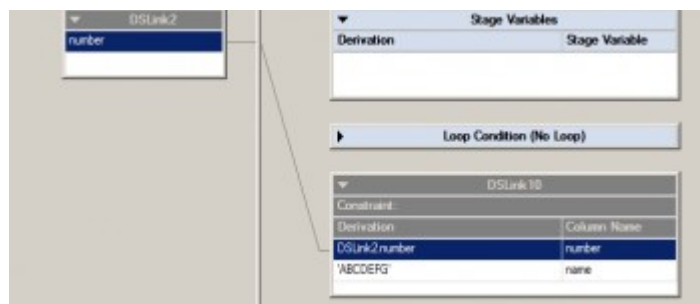 DSLink2
number
Stage Variables
Derivation Stage Variable
Loop Condition (No Loop)
DSLink10
Constraint:
Derivation Column Name
DSLink2.number number
'ABCDEFG' name